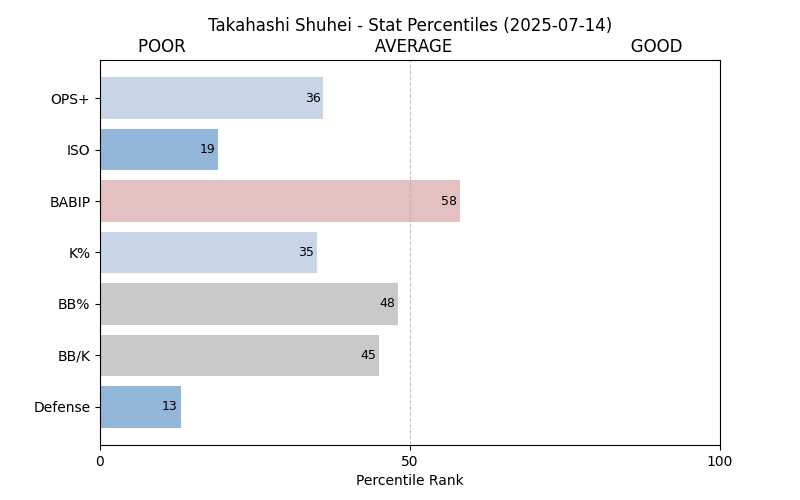 Takahashi Shuhei - Stat Percentiles (2025-07-14)
POOR AVERAGE GOOD
OPS+ 36
ISO 19
BABIP 58
K% 35
BB% 48
BB/K 45
Defense 13
0 50 100
Percentile Rank